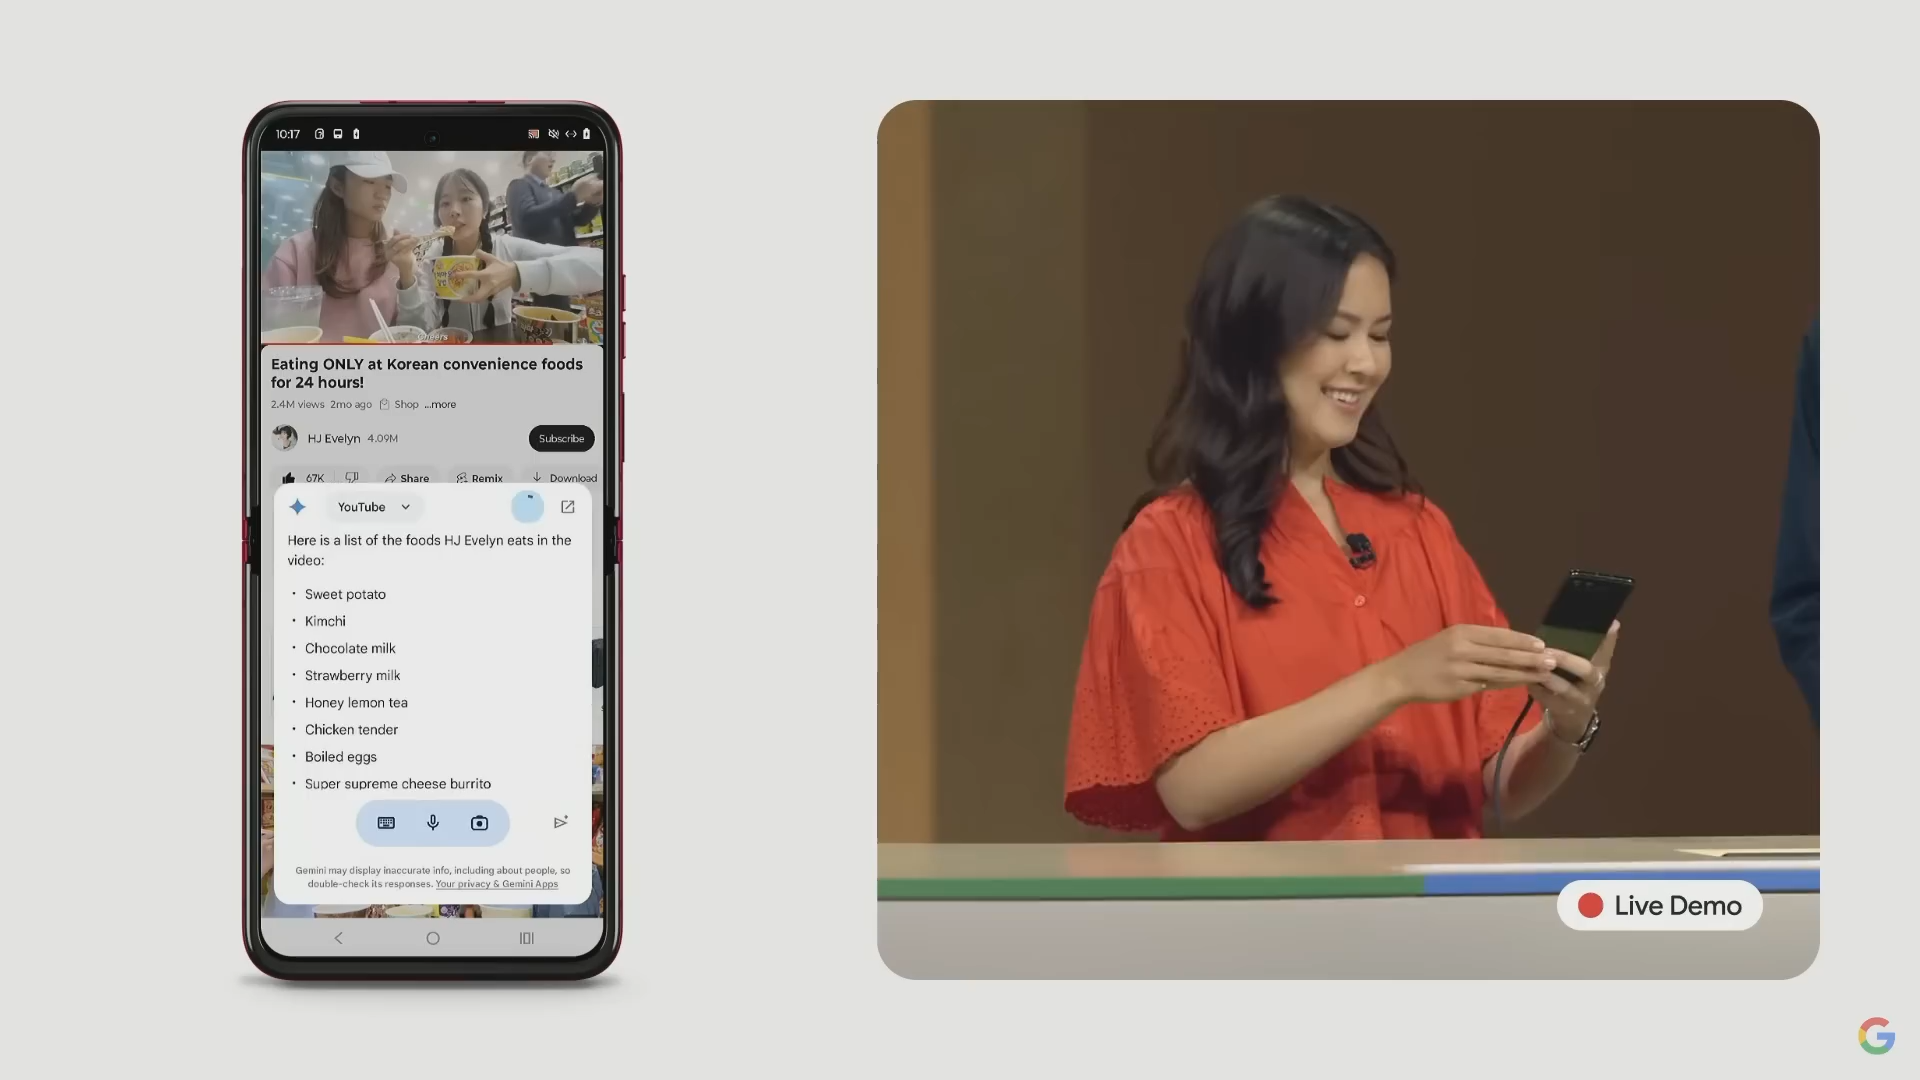 10:17
Cheers
Eating ONLY at Korean convenience foods
for 24 hours!
2.4M views 2mo ago Shop ...more
HJ Evelyn 4.09M
Subscribe
67K Share Remix Download
YouTube
Here is a list of the foods HJ Evelyn eats in the
video:
• Sweet potato
• Kimchi
• Chocolate milk
• Strawberry milk
• Honey lemon tea
• Chicken tender
• Boiled eggs
• Super supreme cheese burrito
Gemini may display inaccurate info, including about people, so
double-check its responses. Your privacy & Gemini Apps
Live Demo